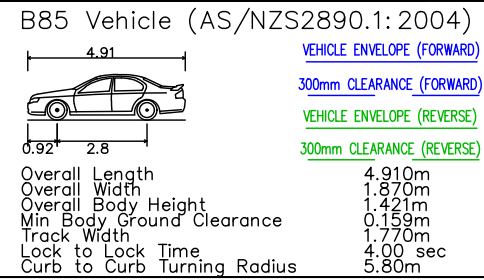 B85 Vehicle (AS/NZS2890.1:2004)
4.91
VEHICLE ENVELOPE (FORWARD)
300mm CLEARANCE (FORWARD)
VEHICLE ENVELOPE (REVERSE)
300mm CLEARANCE (REVERSE)
0.92 2.8
Overall Length 4.910m
Overall Width 1.870m
Overall Body Height 1.421m
Min Body Ground Clearance 0.159m
Track Width 1.770m
Lock to Lock Time 4.00 sec
Curb to Curb Turning Radius 5.80m